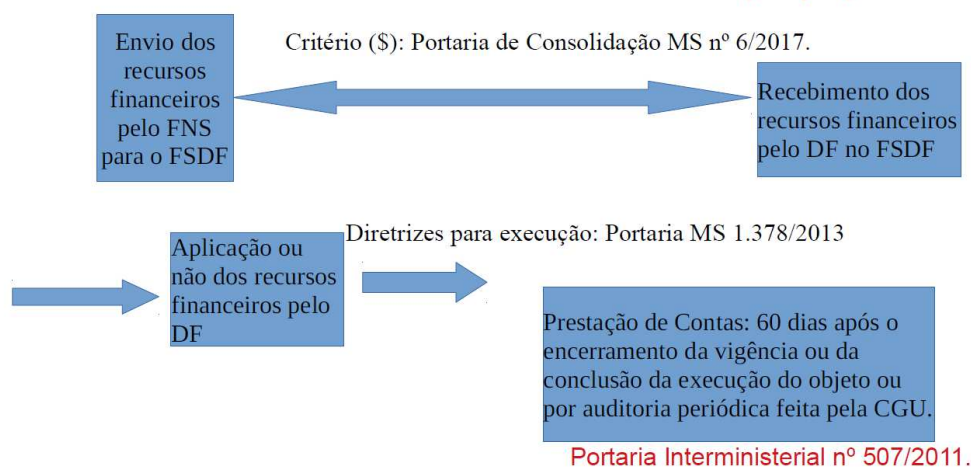 Envio dos
recursos
financeiros
pelo FNS
para o FSDF
Critério ($): Portaria de Consolidação MS nº 6/2017.
Recebimento dos
recursos financeiros
pelo DF no FSDF
Aplicação ou
não dos recursos
financeiros pelo
DF
Diretrizes para execução: Portaria MS 1.378/2013
Prestação de Contas: 60 dias após o
encerramento da vigência ou da
conclusão da execução do objeto ou
por auditoria periódica feita pela CGU.
Portaria Interministerial nº 507/2011.